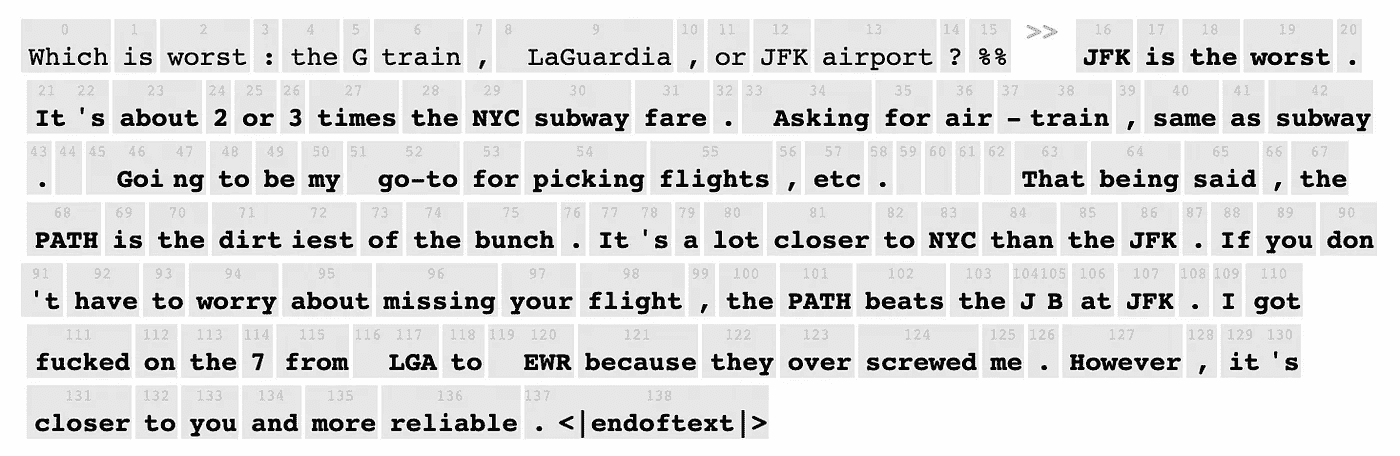 0 1 2 3 4 5 6 7 8 9 10 11 12 13 14 15 16 17 18 19 20
Which is worst : the G train , LaGuardia , or JFK airport ? %% >> JFK is the worst .
21 22 23 24 25 26 27 28 29 30 31 32 33 34 35 36 37 38 39 40 41 42
It 's about 2 or 3 times the NYC subway fare . Asking for air - train , same as subway
43 44 45 46 47 48 49 50 51 52 53 54 55 56 57 58 59 60 61 62 63 64 65 66 67
. Goi ng to be my go-to for picking flights , etc . That being said , the
68 69 70 71 72 73 74 75 76 77 78 79 80 81 82 83 84 85 86 87 88 89 90
PATH is the dirt iest of the bunch . It 's a lot closer to NYC than the JFK . If you don
91 92 93 94 95 96 97 98 99 100 101 102 103 104 105 106 107 108 109 110
't have to worry about missing your flight , the PATH beats the J B at JFK . I got
111 112 113 114 115 116 117 118 119 120 121 122 123 124 125 126 127 128 129 130
fucked on the 7 from LGA to EWR because they over screwed me . However , it 's
131 132 133 134 135 136 137 138
closer to you and more reliable . <|endoftext|>